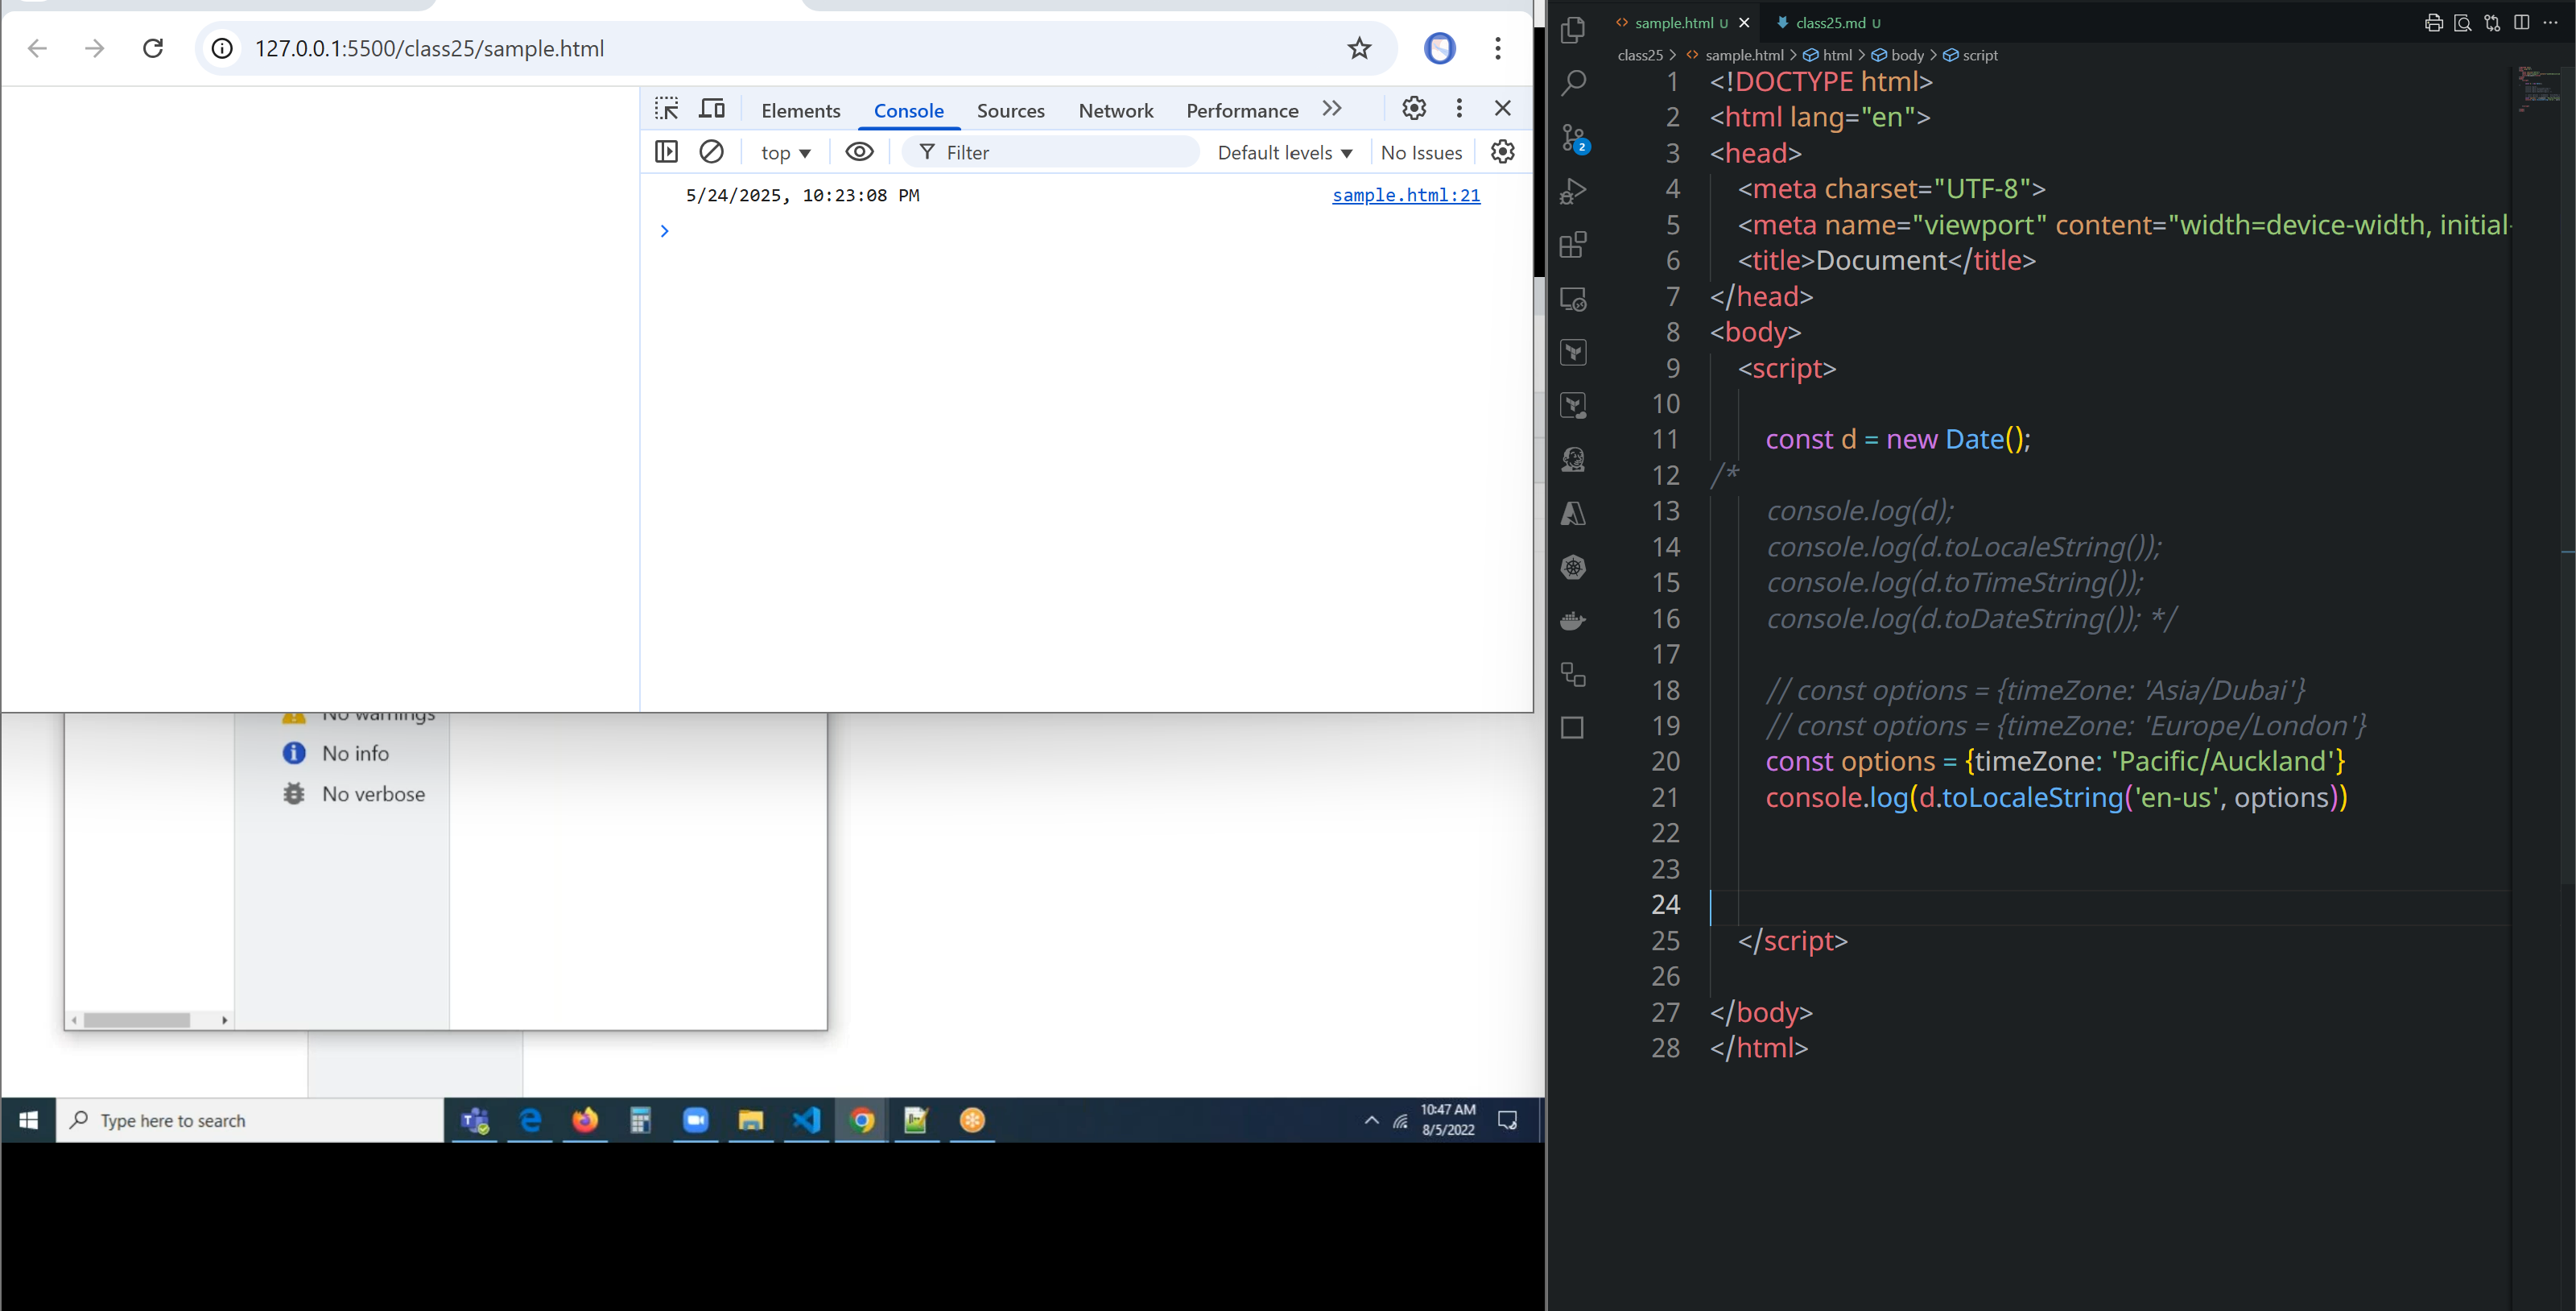 127.0.0.1:5500/class25/sample.html
Elements Console Sources Network Performance
top Filter Default levels No Issues
5/24/2025, 10:23:08 PM sample.html:21
No warnings
No info
No verbose
Type here to search
10:47 AM
8/5/2022
sample.html U class25.md U
class25 > sample.html > html > body > script
2
1 <!DOCTYPE html>
2 <html lang="en">
3 <head>
4 <meta charset="UTF-8">
5 <meta name="viewport" content="width=device-width, initial-
6 <title>Document</title>
7 </head>
8 <body>
9 <script>
10
11 const d = new Date();
12 /*
13 console.log(d);
14 console.log(d.toLocaleString());
15 console.log(d.toTimeString());
16 console.log(d.toDateString()); */
17
18 // const options = {timeZone: 'Asia/Dubai'}
19 // const options = {timeZone: 'Europe/London'}
20 const options = {timeZone: 'Pacific/Auckland'}
21 console.log(d.toLocaleString('en-us', options))
22
23
24
25 </script>
26
27 </body>
28 </html>